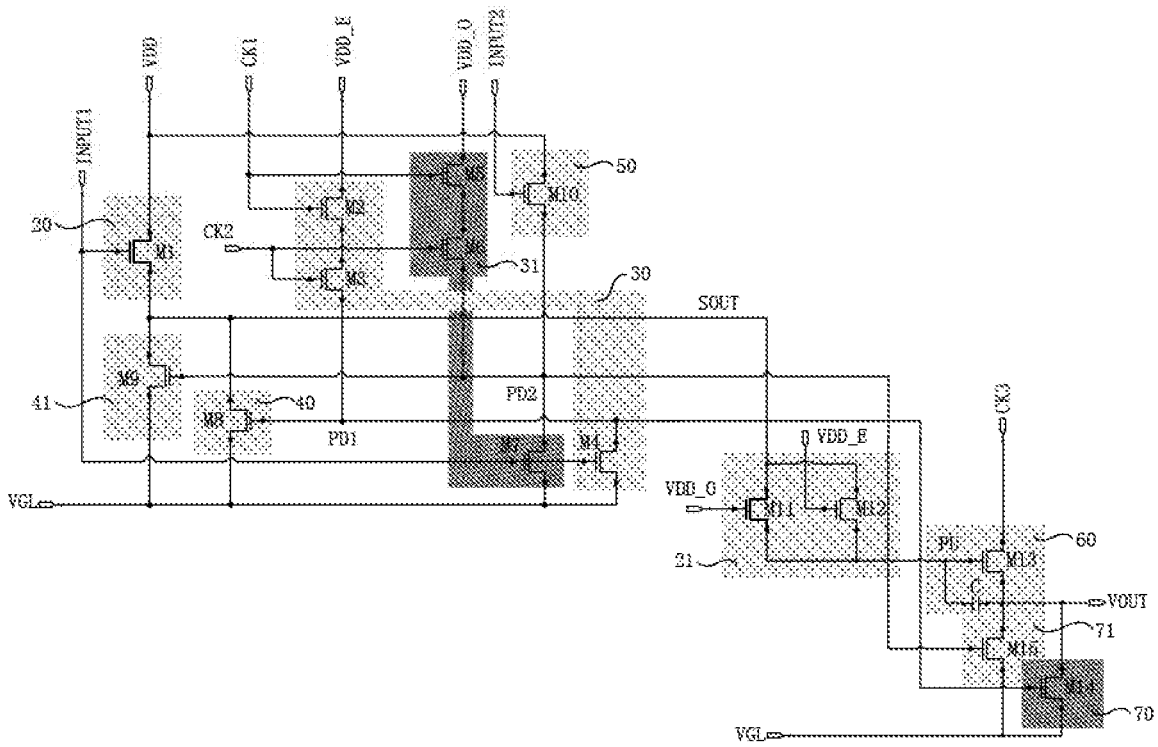 VDD
CK1
VDD_E
VDD_O
INPUT2
INPUT1
50
M5
M10
M2
20
CK2
M1
M6
31
M3
30
SOUT
M9
PD2
CK3
41
40
M8
PD1
M4
VDD_E
VGL
VDD_O
M11
M12
PU
60
M13
21
C
VOUT
71
M15
M14
VGL
70